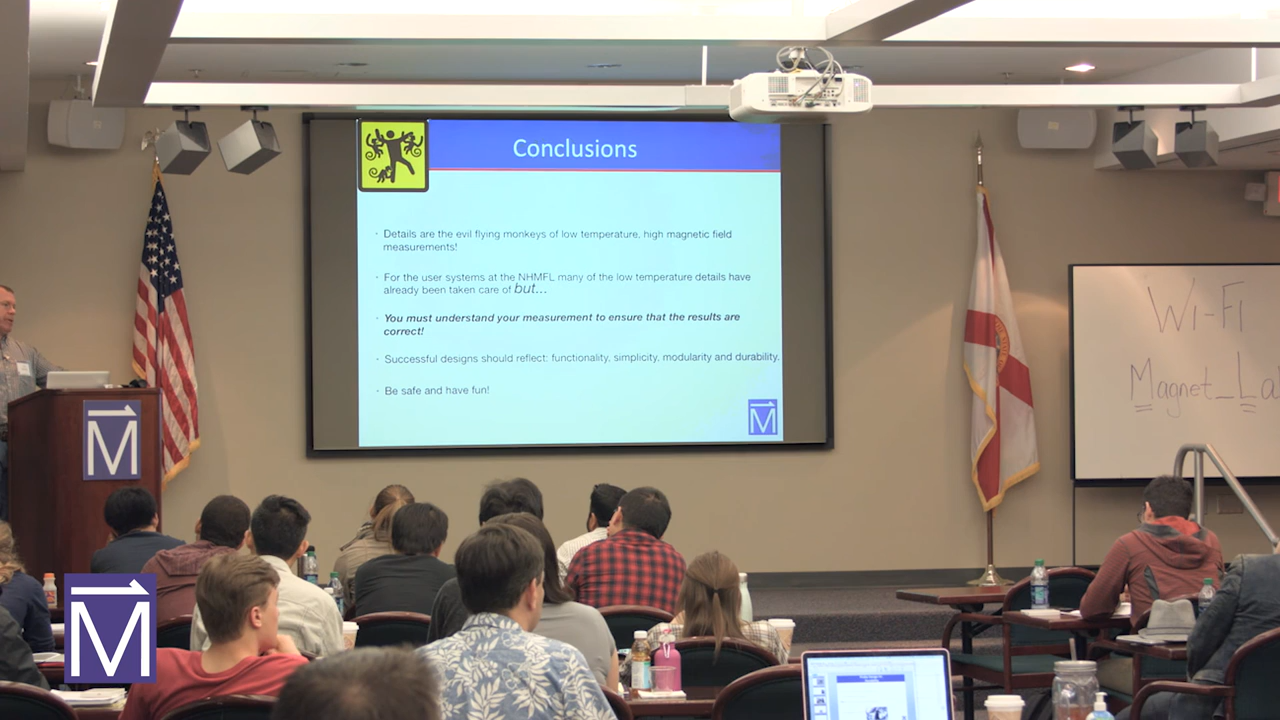 Conclusions
· Details are the evil flying monkeys of low temperature, high magnetic field
measurements!
· For the user systems at the NHMFL many of the low temperature details have
already been taken care of but...
· You must understand your measurement to ensure that the results are
correct!
· Successful designs should reflect: functionality, simplicity, modularity and durability.
· Be safe and have fun!
M
Wi-Fi
Magnet_La
M
M